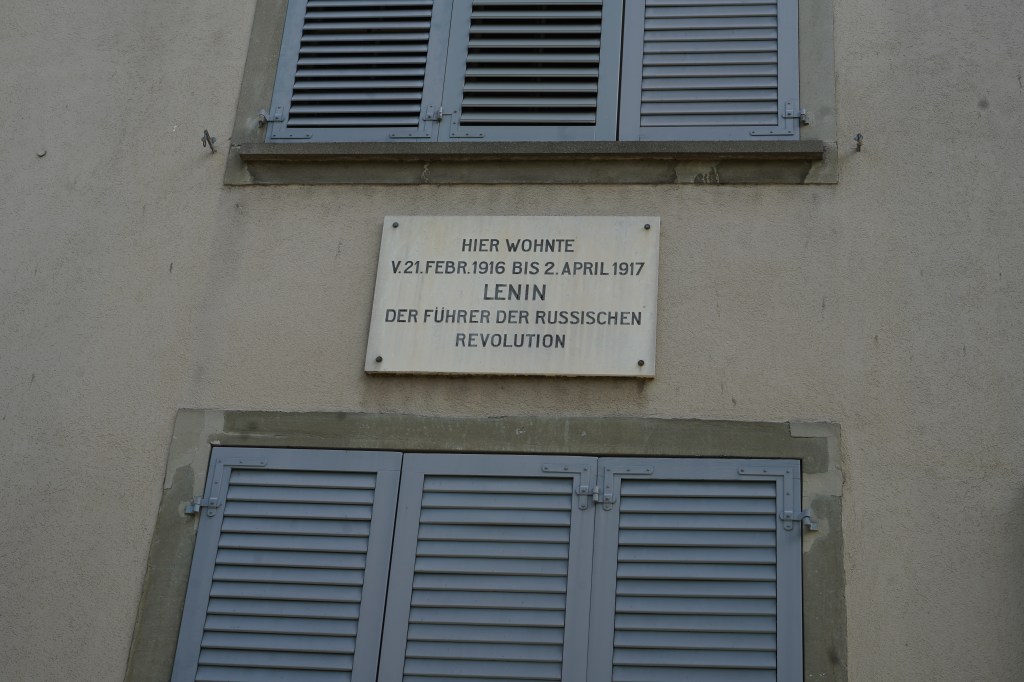 HIER WOHNTE
V. 21. FEBR. 1916 BIS 2. APRIL 1917
LENIN
DER FÜHRER DER RUSSISCHEN
REVOLUTION